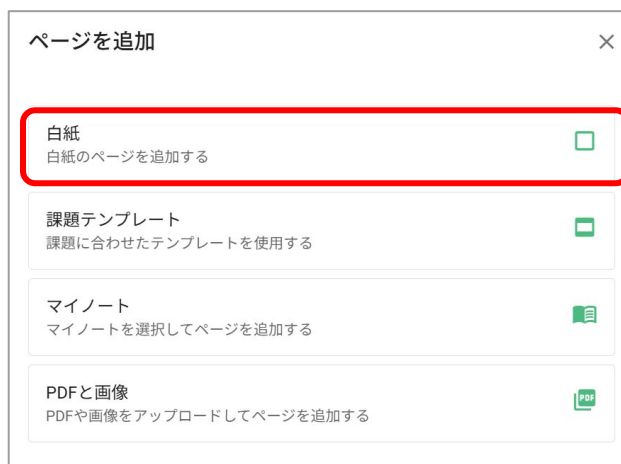 ページを追加
白紙
白紙のページを追加する
課題テンプレート
課題に合わせたテンプレートを使用する
マイノート
マイノートを選択してページを追加する
PDFと画像
PDFや画像をアップロードしてページを追加する
PDF